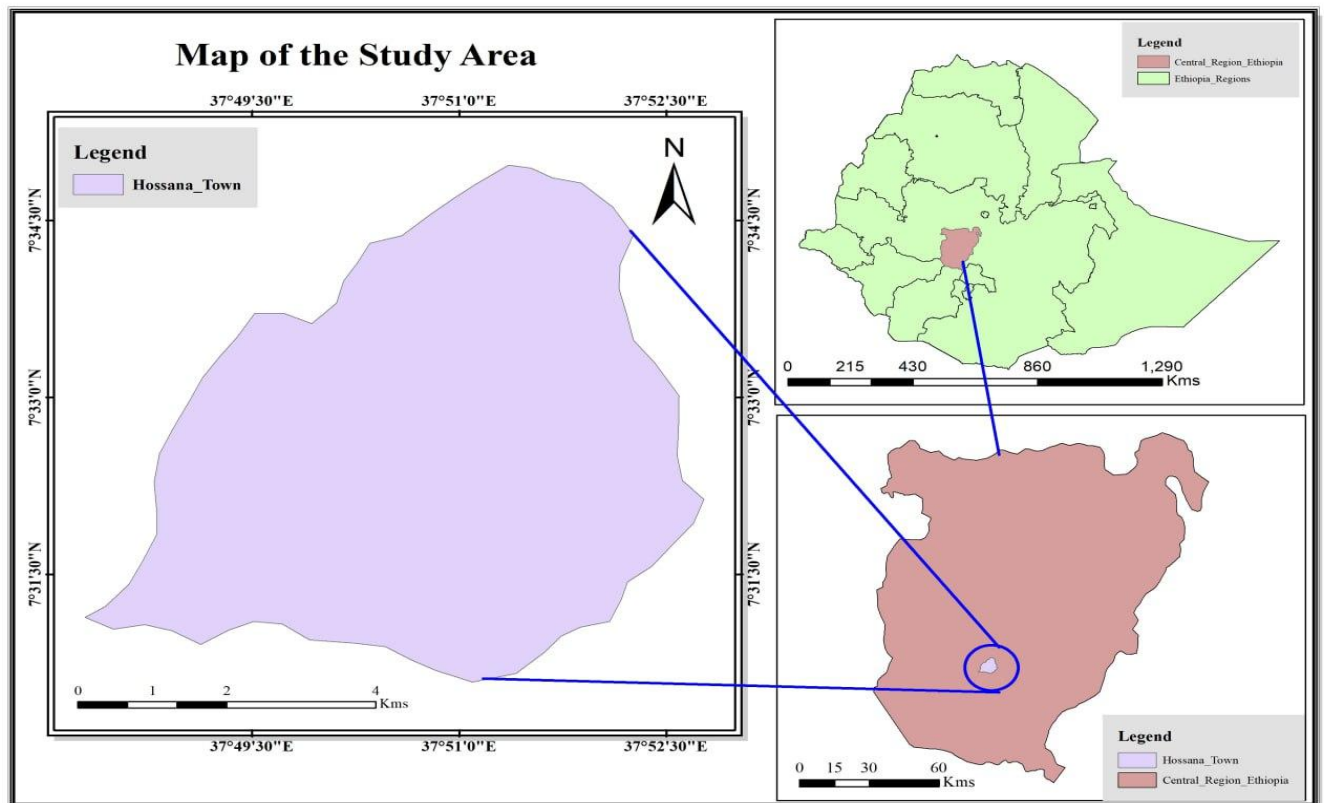 Map of the Study Area
37°49'30"E 37°51'0"E 37°52'30"E
Legend
Hossana_Town
N
7°34'30"N
7°33'0"N
7°31'30"N
7°34'30"N
7°33'0"N
7°31'30"N
0 1 2 4
Kms
37°49'30"E 37°51'0"E 37°52'30"E
Legend
Central_Region_Ethiopia
Ethiopia_Regions
0 215 430 860 1,290
Kms
Legend
Hossana_Town
Central_Region_Ethiopia
0 15 30 60
Kms